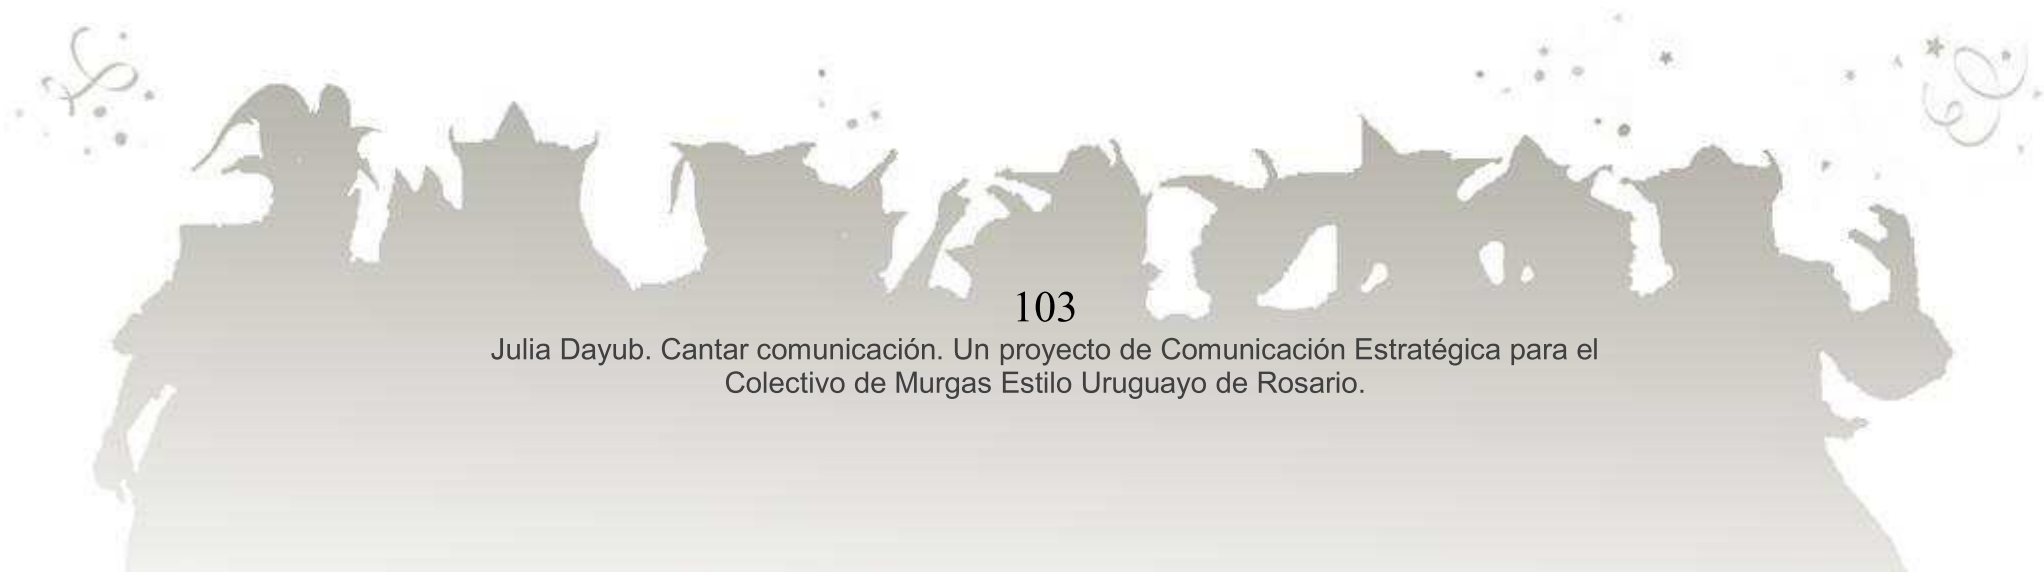 103
Julia Dayub. Cantar comunicación. Un proyecto de Comunicación Estratégica para el
Colectivo de Murgas Estilo Uruguayo de Rosario.